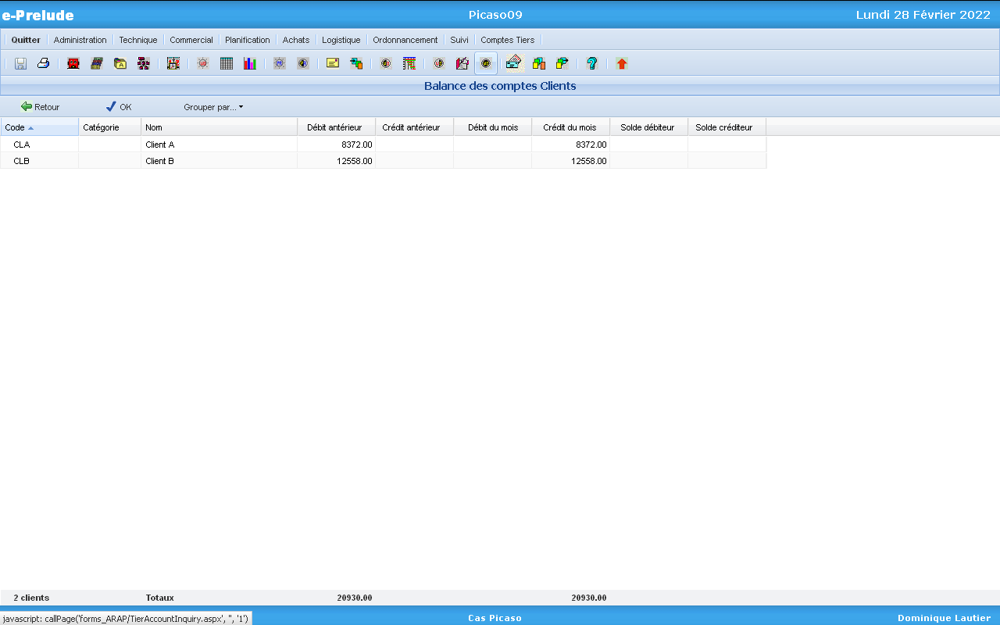 e-Prelude Picaso09 Lundi 28 Février 2022
Quitter Administration Technique Commercial Planification Achats Logistique Ordonnancement Suivi Comptes Tiers
Balance des comptes Clients
Retour OK Grouper par...
Code Catégorie Nom Débit antérieur Crédit antérieur Débit du mois Crédit du mois Solde débiteur Solde créditeur
CLA Client A 8372.00 8372.00
CLB Client B 12558.00 12558.00
2 clients Totaux 20930.00 20930.00
javascript: callPage('forms_ARAP/TierAccountInquiry.aspx', '', '1') Cas Picaso Dominique Lautier